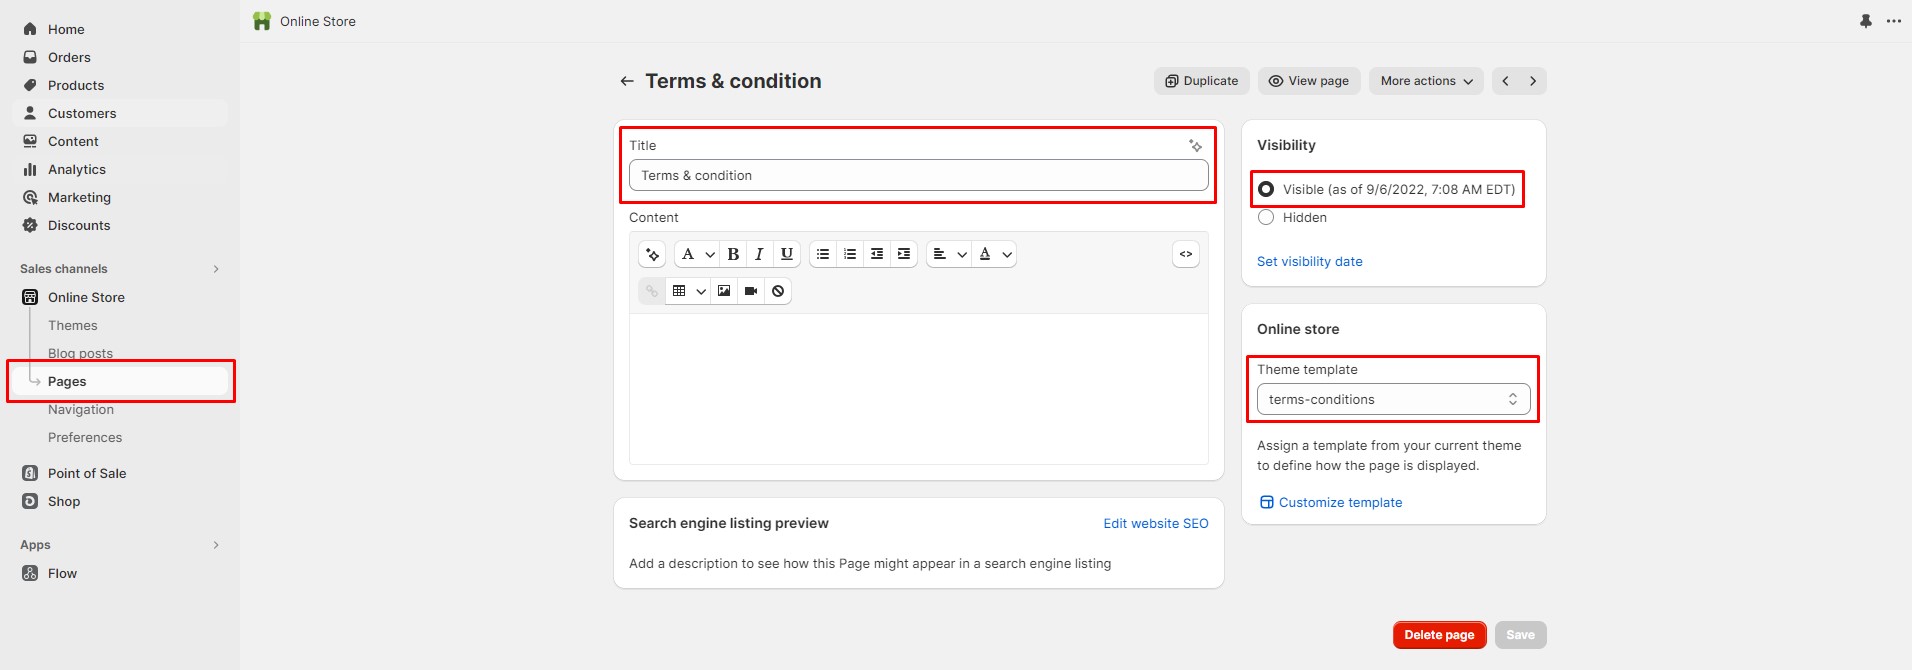 Home
Orders
Products
Customers
Content
Analytics
Marketing
Discounts
Sales channels
Online Store
Themes
Blog posts
Pages
Navigation
Preferences
Point of Sale
Shop
Apps
Flow
Online Store
Terms & condition
Duplicate
View page
More actions
Title
Terms & condition
Content
A
B
I
U
A
<>
Search engine listing preview
Edit website SEO
Add a description to see how this Page might appear in a search engine listing
Visibility
Visible (as of 9/6/2022, 7:08 AM EDT)
Hidden
Set visibility date
Online store
Theme template
terms-conditions
Assign a template from your current theme
to define how the page is displayed.
Customize template
Delete page
Save